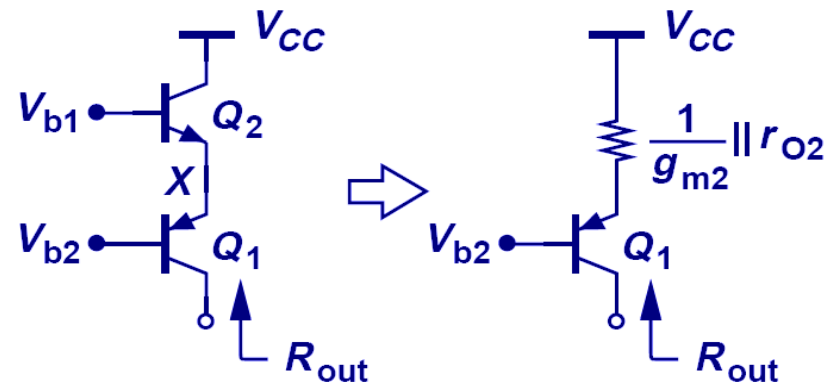 V_CC V_CC
V_b1 Q_2
1
g_m2 || r_O2
X
V_b2 Q_1 V_b2 Q_1
R_out R_out